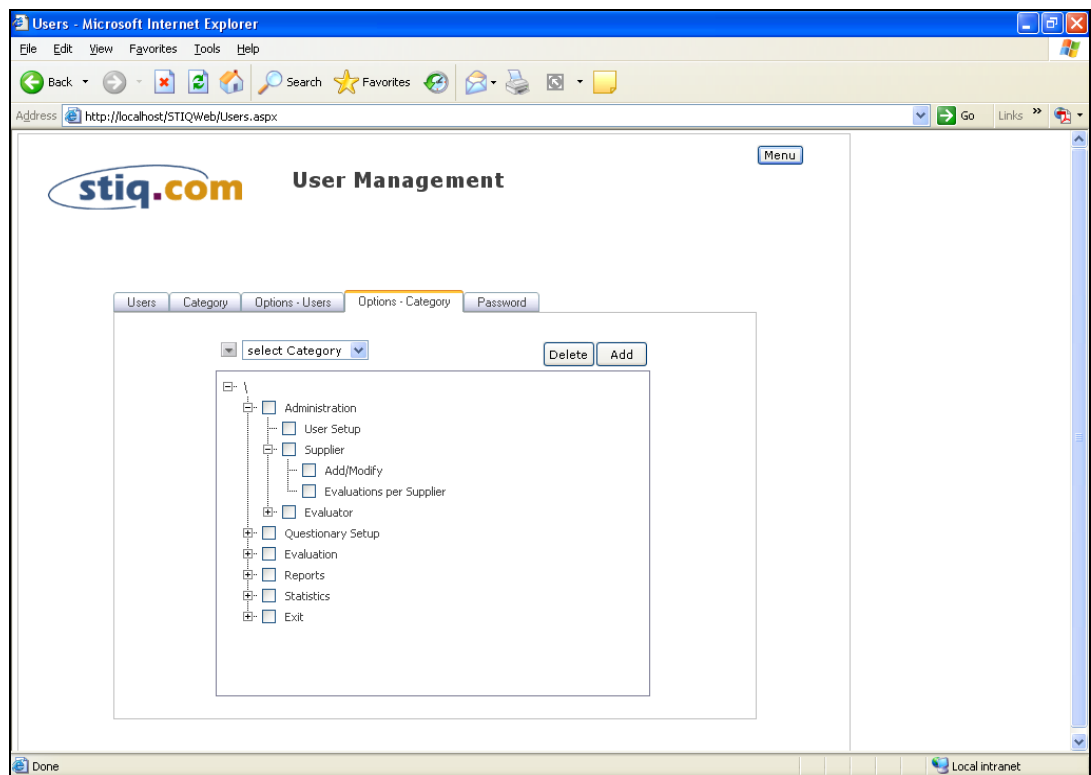 Users - Microsoft Internet Explorer
File Edit View Favorites Tools Help
Back Search Favorites
Address http://localhost/STIQWeb/Users.aspx Go Links »
Menu
stiq.com User Management
Users Category Options - Users Options - Category Password
select Category Delete Add
\
Administration
User Setup
Supplier
Add/Modify
Evaluations per Supplier
Evaluator
Questionary Setup
Evaluation
Reports
Statistics
Exit
Done Local intranet